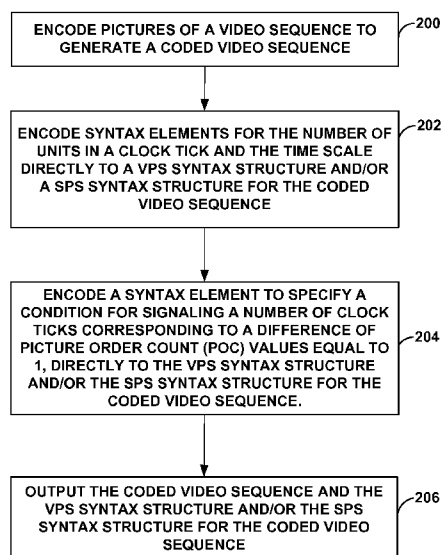 ENCODE PICTURES OF A VIDEO SEQUENCE TO
GENERATE A CODED VIDEO SEQUENCE
200
ENCODE SYNTAX ELEMENTS FOR THE NUMBER OF
UNITS IN A CLOCK TICK AND THE TIME SCALE
DIRECTLY TO A VPS SYNTAX STRUCTURE AND/OR
A SPS SYNTAX STRUCTURE FOR THE CODED
VIDEO SEQUENCE
202
ENCODE A SYNTAX ELEMENT TO SPECIFY A
CONDITION FOR SIGNALING A NUMBER OF CLOCK
TICKS CORRESPONDING TO A DIFFERENCE OF
PICTURE ORDER COUNT (POC) VALUES EQUAL TO
1, DIRECTLY TO THE VPS SYNTAX STRUCTURE
AND/OR THE SPS SYNTAX STRUCTURE FOR THE
CODED VIDEO SEQUENCE.
204
OUTPUT THE CODED VIDEO SEQUENCE AND THE
VPS SYNTAX STRUCTURE AND/OR THE SPS
SYNTAX STRUCTURE FOR THE CODED VIDEO
SEQUENCE
206